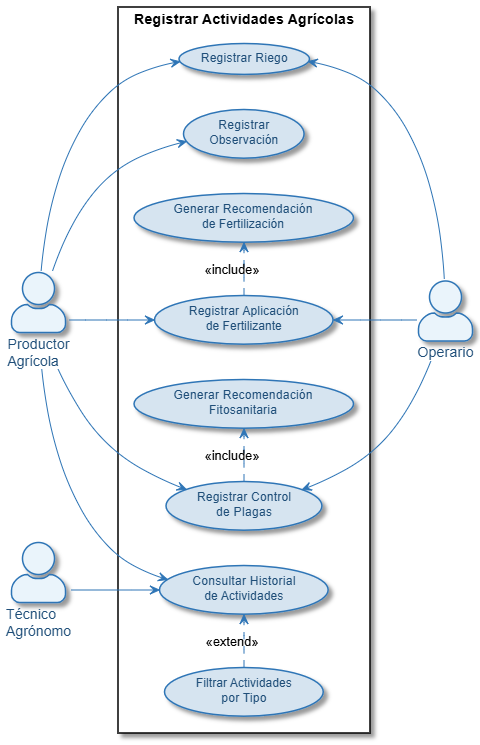 Registrar Actividades Agrícolas
Registrar Riego
Registrar
Observación
Generar Recomendación
de Fertilización
«include»
Registrar Aplicación
de Fertilizante
Productor
Agrícola
Operario
Generar Recomendación
Fitosanitaria
«include»
Registrar Control
de Plagas
Consultar Historial
de Actividades
Técnico
Agrónomo
«extend»
Filtrar Actividades
por Tipo